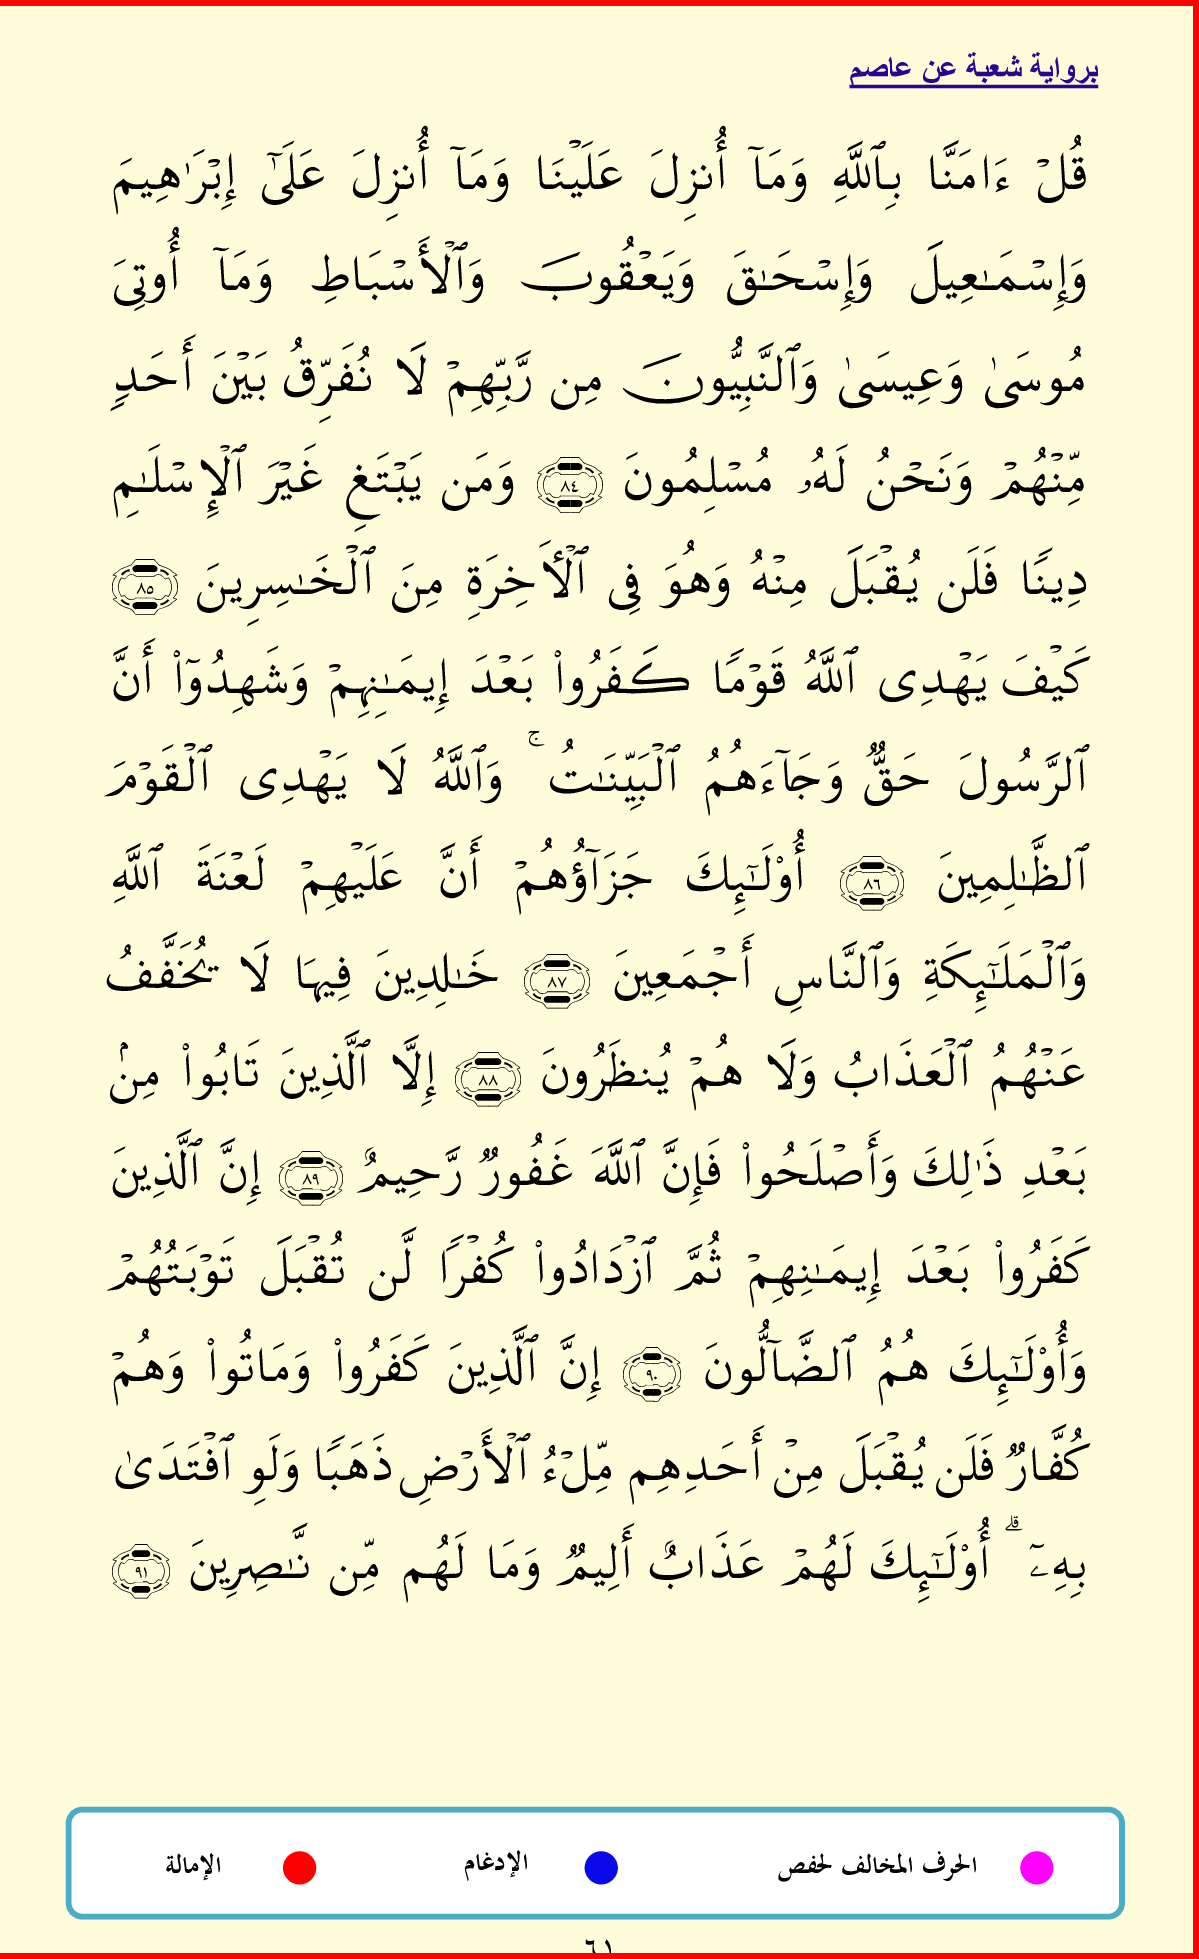 برواية شعبة عن عاصم
قُلۡ ءَامَنَّا بِٱللَّهِ وَمَآ أُنزِلَ عَلَيۡنَا وَمَآ أُنزِلَ عَلَىٰٓ إِبۡرَٰهِيمَ
وَإِسۡمَٰعِيلَ وَإِسۡحَٰقَ وَيَعۡقُوبَ وَٱلۡأَسۡبَاطِ وَمَآ أُوتِيَ
مُوسَىٰ وَعِيسَىٰ وَٱلنَّبِيُّونَ مِن رَّبِّهِمۡ لَا نُفَرِّقُ بَيۡنَ أَحَدٖ
مِّنۡهُمۡ وَنَحۡنُ لَهُۥ مُسۡلِمُونَ ٨٤ وَمَن يَبۡتَغِ غَيۡرَ ٱلۡإِسۡلَٰمِ
دِينٗا فَلَن يُقۡبَلَ مِنۡهُ وَهُوَ فِي ٱلۡأٓخِرَةِ مِنَ ٱلۡخَٰسِرِينَ ٨٥
كَيۡفَ يَهۡدِي ٱللَّهُ قَوۡمٗا كَفَرُواْ بَعۡدَ إِيمَٰنِهِمۡ وَشَهِدُوٓاْ أَنَّ
ٱلرَّسُولَ حَقّٞ وَجَآءَهُمُ ٱلۡبَيِّنَٰتُۚ وَٱللَّهُ لَا يَهۡدِي ٱلۡقَوۡمَ
ٱلظَّٰلِمِينَ ٨٦ أُوْلَٰٓئِكَ جَزَآؤُهُمۡ أَنَّ عَلَيۡهِمۡ لَعۡنَةَ ٱللَّهِ
وَٱلۡمَلَٰٓئِكَةِ وَٱلنَّاسِ أَجۡمَعِينَ ٨٧ خَٰلِدِينَ فِيهَا لَا يُخَفَّفُ
عَنۡهُمُ ٱلۡعَذَابُ وَلَا هُمۡ يُنظَرُونَ ٨٨ إِلَّا ٱلَّذِينَ تَابُواْ مِنۢ
بَعۡدِ ذَٰلِكَ وَأَصۡلَحُواْ فَإِنَّ ٱللَّهَ غَفُورٞ رَّحِيمٌ ٨٩ إِنَّ ٱلَّذِينَ
كَفَرُواْ بَعۡدَ إِيمَٰنِهِمۡ ثُمَّ ٱزۡدَادُواْ كُفۡرٗا لَّن تُقۡبَلَ تَوۡبَتُهُمۡ
وَأُوْلَٰٓئِكَ هُمُ ٱلضَّآلُّونَ ٩٠ إِنَّ ٱلَّذِينَ كَفَرُواْ وَمَاتُواْ وَهُمۡ
كُفَّارٞ فَلَن يُقۡبَلَ مِنۡ أَحَدِهِم مِّلۡءُ ٱلۡأَرۡضِ ذَهَبٗا وَلَوِ ٱفۡتَدَىٰ
بِهِۦٓۗ أُوْلَٰٓئِكَ لَهُمۡ عَذَابٌ أَلِيمٞ وَمَا لَهُم مِّن نَّٰصِرِينَ ٩١
الحرف المخالف لحفص الإدغام الإمالة
٦١